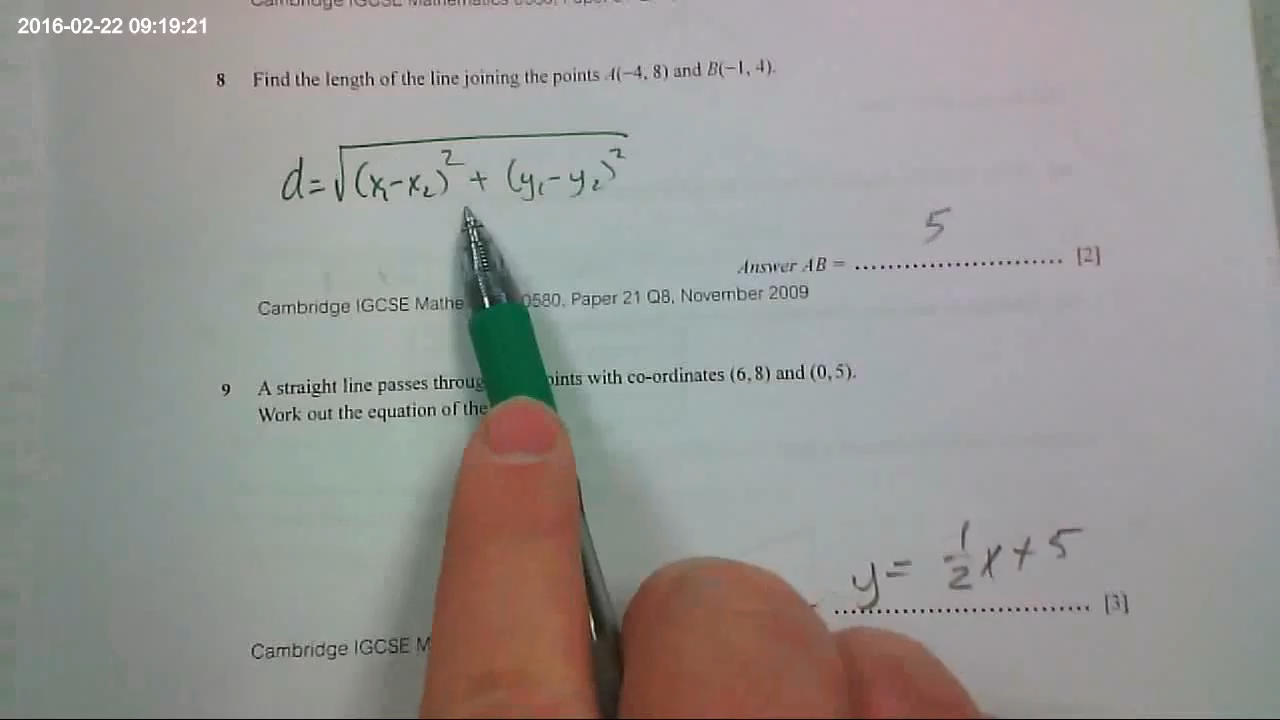 2016-02-22 09:19:21
8 Find the length of the line joining the points A(−4, 8) and B(−1, 4).
d = √(x₁ − x₂)² + (y₁ − y₂)²
5
Answer AB = ........................... [2]
Cambridge IGCSE Mathe 0580, Paper 21 Q8, November 2009
9 A straight line passes throug ints with co-ordinates (6, 8) and (0, 5).
Work out the equation of the
y = 1/2 x + 5
........................... [3]
Cambridge IGCSE M